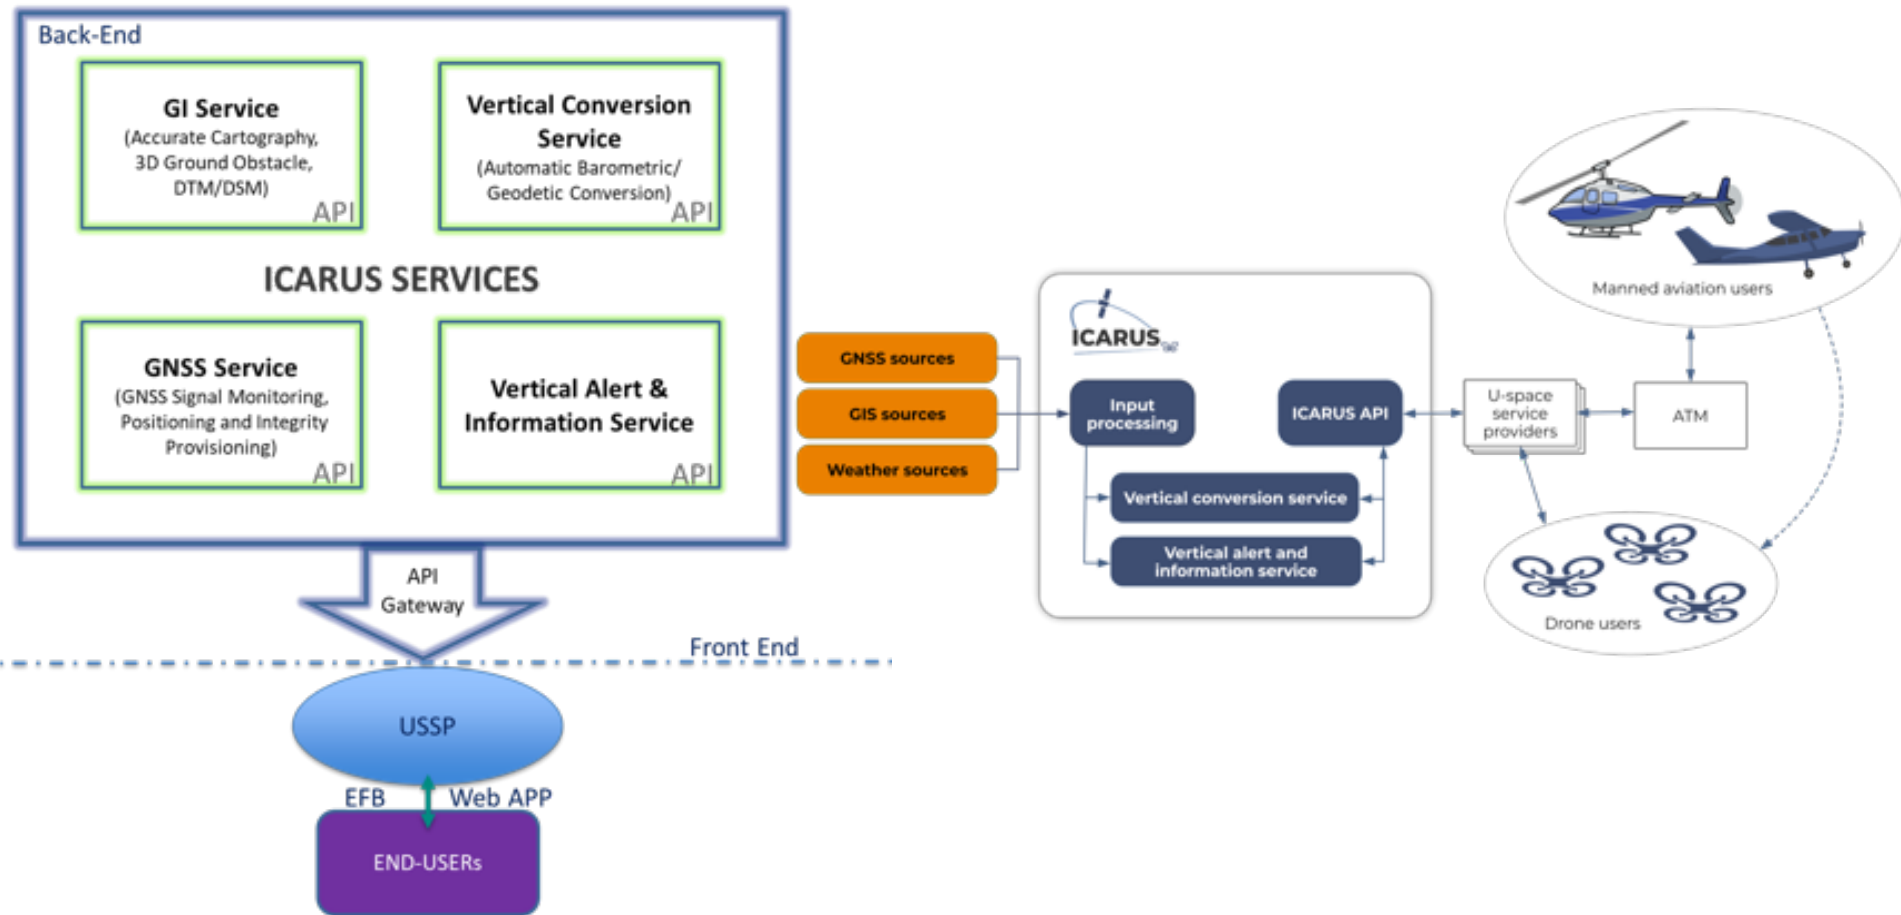 Back-End
GI Service
(Accurate Cartography,
3D Ground Obstacle,
DTM/DSM)
API
Vertical Conversion
Service
(Automatic Barometric/
Geodetic Conversion)
API
ICARUS SERVICES
GNSS Service
(GNSS Signal Monitoring,
Positioning and Integrity
Provisioning)
API
Vertical Alert &
Information Service
API
API
Gateway
Front End
USSP
EFB
Web APP
END-USERs
GNSS sources
GIS sources
Weather sources
ICARUS
Input
processing
ICARUS API
Vertical conversion service
Vertical alert and
information service
U-space
service
providers
ATM
Manned aviation users
Drone users